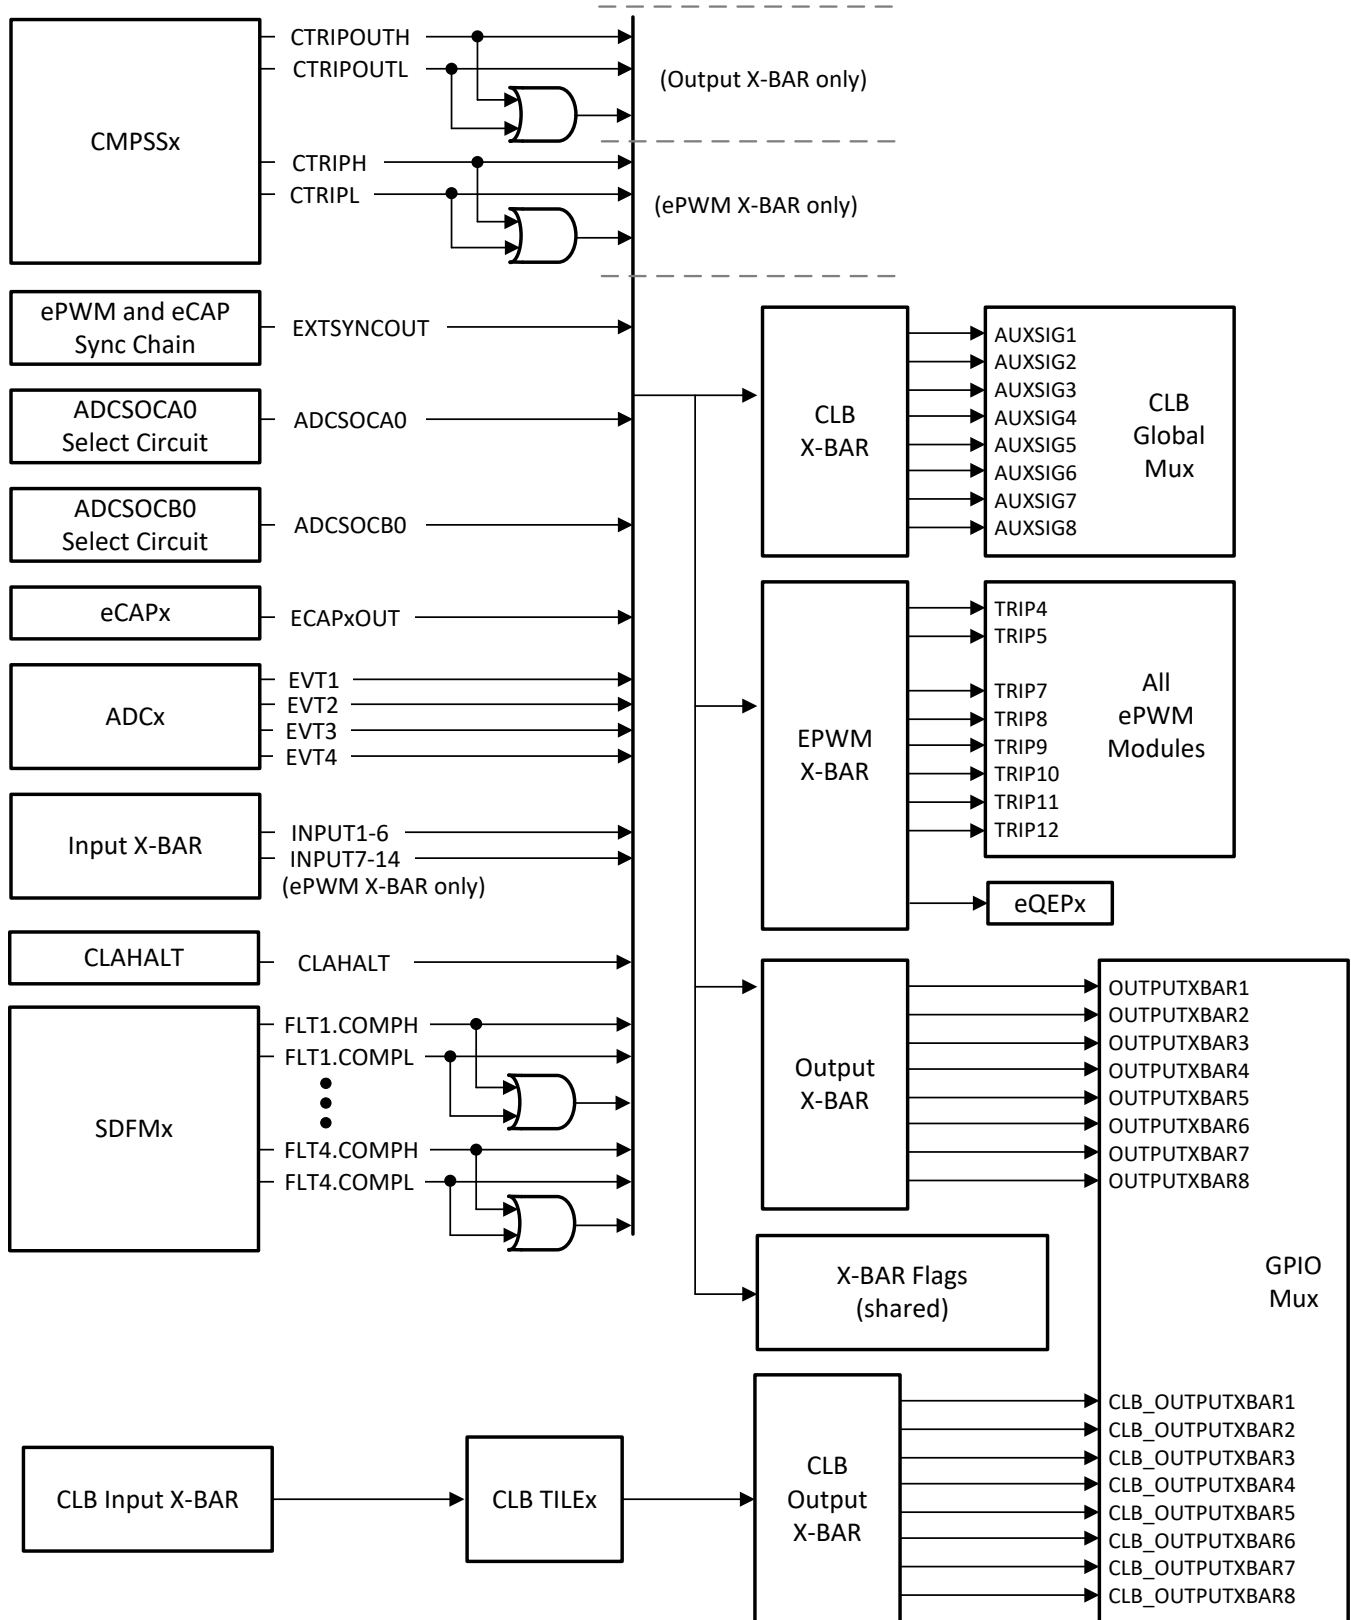 CMPSSx
CTRIPOUTH
CTRIPOUTL
CTRIPH
CTRIPL
(Output X-BAR only)
(ePWM X-BAR only)
ePWM and eCAP
Sync Chain
EXTSYNCOUT
ADCSOCA0
Select Circuit
ADCSOCA0
ADCSOCB0
Select Circuit
ADCSOCB0
eCAPx
ECAPxOUT
ADCx
EVT1
EVT2
EVT3
EVT4
Input X-BAR
INPUT1-6
INPUT7-14
(ePWM X-BAR only)
CLAHALT
CLAHALT
SDFMx
FLT1.COMPH
FLT1.COMPL
FLT4.COMPH
FLT4.COMPL
CLB
X-BAR
AUXSIG1
AUXSIG2
AUXSIG3
AUXSIG4
AUXSIG5
AUXSIG6
AUXSIG7
AUXSIG8
CLB
Global
Mux
EPWM
X-BAR
TRIP4
TRIP5
TRIP7
TRIP8
TRIP9
TRIP10
TRIP11
TRIP12
All
ePWM
Modules
eQEPx
Output
X-BAR
OUTPUTXBAR1
OUTPUTXBAR2
OUTPUTXBAR3
OUTPUTXBAR4
OUTPUTXBAR5
OUTPUTXBAR6
OUTPUTXBAR7
OUTPUTXBAR8
X-BAR Flags
(shared)
GPIO
Mux
CLB Input X-BAR
CLB TILEx
CLB
Output
X-BAR
CLB_OUTPUTXBAR1
CLB_OUTPUTXBAR2
CLB_OUTPUTXBAR3
CLB_OUTPUTXBAR4
CLB_OUTPUTXBAR5
CLB_OUTPUTXBAR6
CLB_OUTPUTXBAR7
CLB_OUTPUTXBAR8